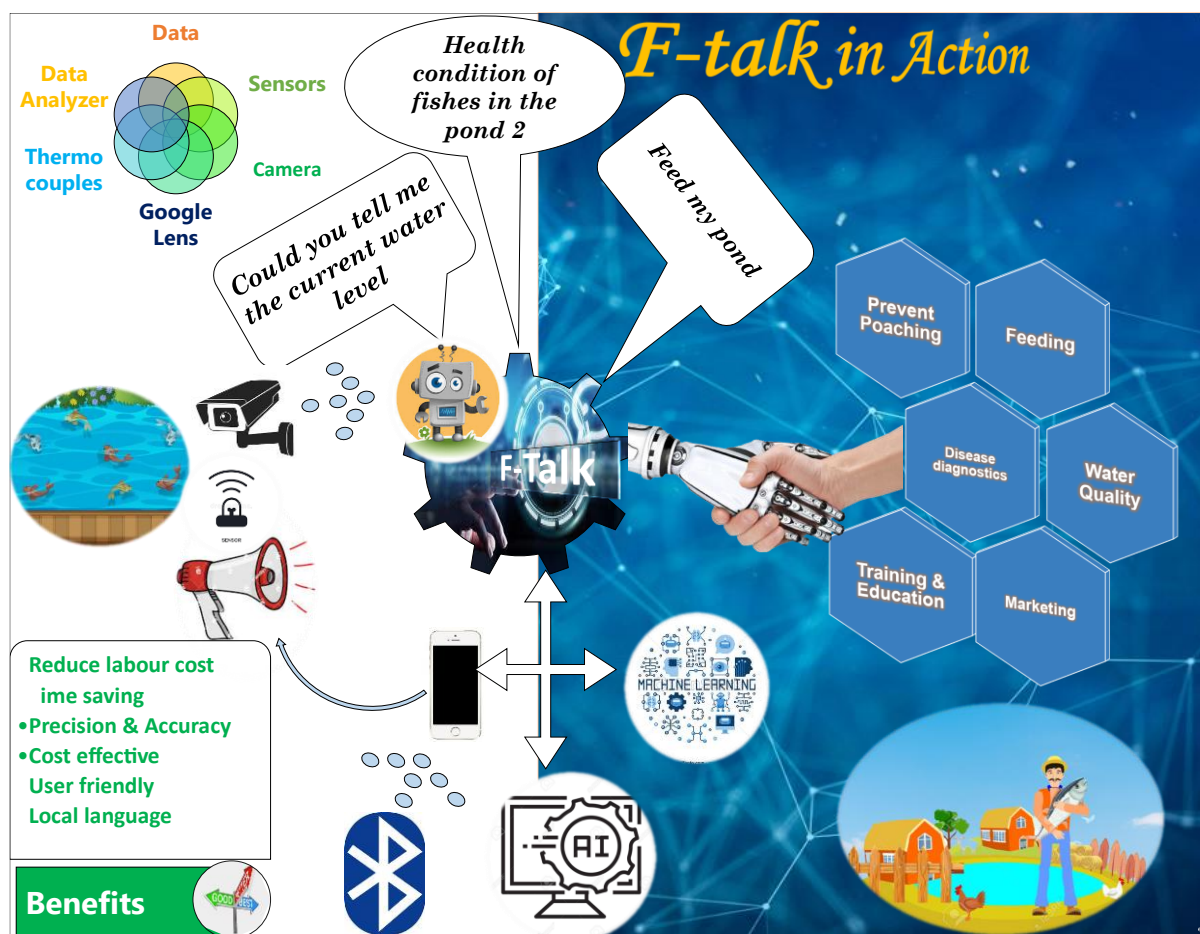 F-talk in Action
Data
Data
Analyzer
Sensors
Thermo
couples
Camera
Google
Lens
Health
condition of
fishes in the
pond 2
Could you tell me
the current water
level
Feed my pond
Prevent
Poaching
Feeding
Disease
diagnostics
Water
Quality
Training &
Education
Marketing
F-Talk
SENSOR
MACHINE LEARNING
AI
Reduce labour cost
ime saving
•Precision & Accuracy
•Cost effective
User friendly
Local language
Benefits
GOOD
BEST